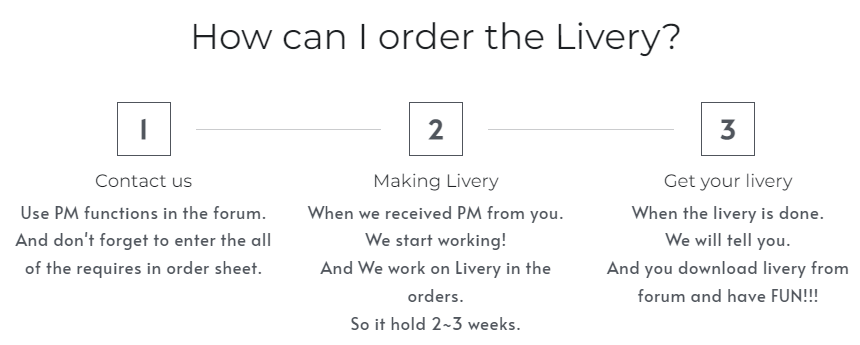 How can I order the Livery?
1
2
3
Contact us
Use PM functions in the forum.
And don't forget to enter the all
of the requires in order sheet.
Making Livery
When we received PM from you.
We start working!
And We work on Livery in the
orders.
So it hold 2~3 weeks.
Get your livery
When the livery is done.
We will tell you.
And you download livery from
forum and have FUN!!!